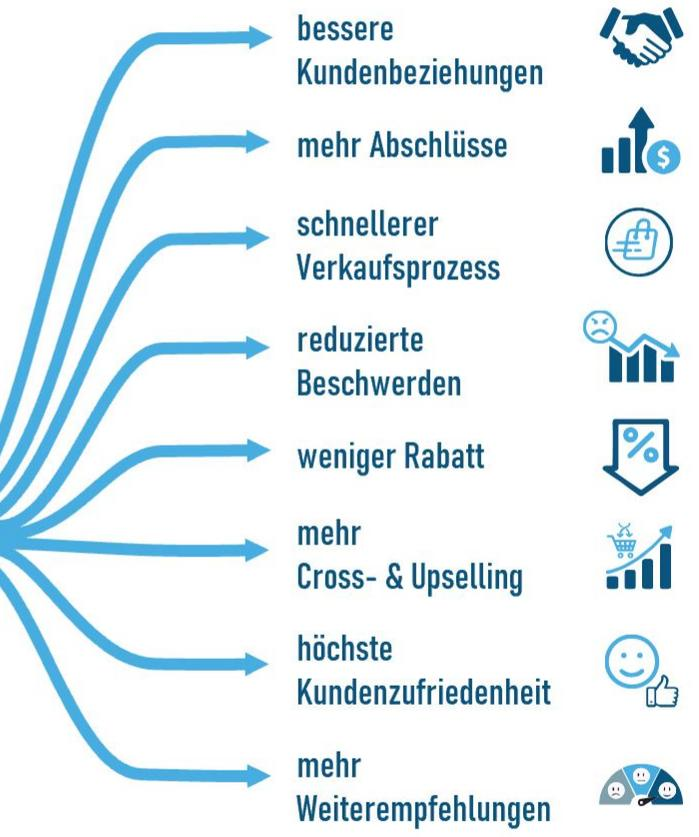 bessere
Kundenbeziehungen
mehr Abschlüsse
$
schnellerer
Verkaufsprozess
reduzierte
Beschwerden
weniger Rabatt
%
mehr
Cross- & Upselling
höchste
Kundenzufriedenheit
mehr
Weiterempfehlungen